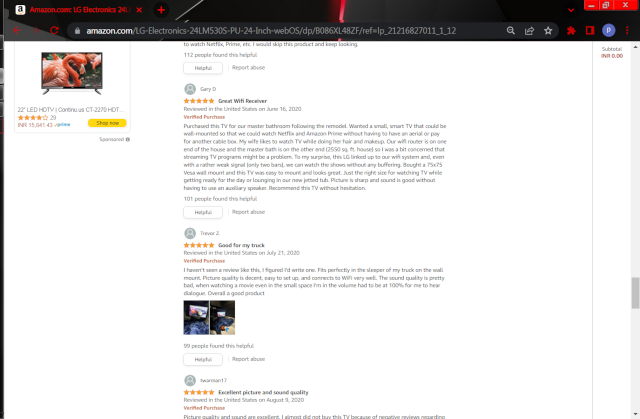 Amazon.com: LG Electronics 24L
amazon.com/LG-Electronics-24LM530S-PU-24-Inch-webOS/dp/B086XL48ZF/ref=lp_21216827011_1_12
P
Subtotal
INR 0.00
22" LED HDTV | Continu.us CT-2270 HDT...
29
INR 15,041.43 prime
Shop now
Sponsored
to watch Netflix, Prime, etc. I would skip this product and keep looking.
112 people found this helpful
Helpful | Report abuse
Gary D
Great Wifi Receiver
Reviewed in the United States on June 16, 2020
Verified Purchase
Purchased this TV for our master bathroom following the remodel. Wanted a small, smart TV that could be
wall-mounted so that we could watch Netflix and Amazon Prime without having to have an aerial or pay
for another cable box. My wife likes to watch TV while doing her hair and makeup. Our wifi router is on one
end of the house and the master bath is on the other end (2550 sq. ft. house) so I was a bit concerned that
streaming TV programs might be a problem. To my surprise, this LG linked up to our wifi system and, even
with a rather weak signal (only two bars), we can watch the shows without any buffering. Bought a 75x75
Vesa wall mount and this TV was easy to mount and looks great. Just the right size for watching TV while
getting ready for the day or lounging in our new jetted tub. Picture is sharp and sound is good without
having to use an auxiliary speaker. Recommend this TV without hesitation.
101 people found this helpful
Helpful | Report abuse
Trevor Z.
Good for my truck
Reviewed in the United States on July 21, 2020
Verified Purchase
I haven't seen a review like this, I figured I'd write one. Fits perfectly in the sleeper of my truck on the wall
mount. Picture quality is decent, easy to set up, and connects to WiFi very well. The sound quality is pretty
bad, when watching a movie even in the small space I'm in the volume had to be at 100% for me to hear
dialogue. Overall a good product
99 people found this helpful
Helpful | Report abuse
twarman17
Excellent picture and sound quality
Reviewed in the United States on August 9, 2020
Verified Purchase
Picture quality and sound are excellent. I almost did not buy this TV because of negative reviews regarding